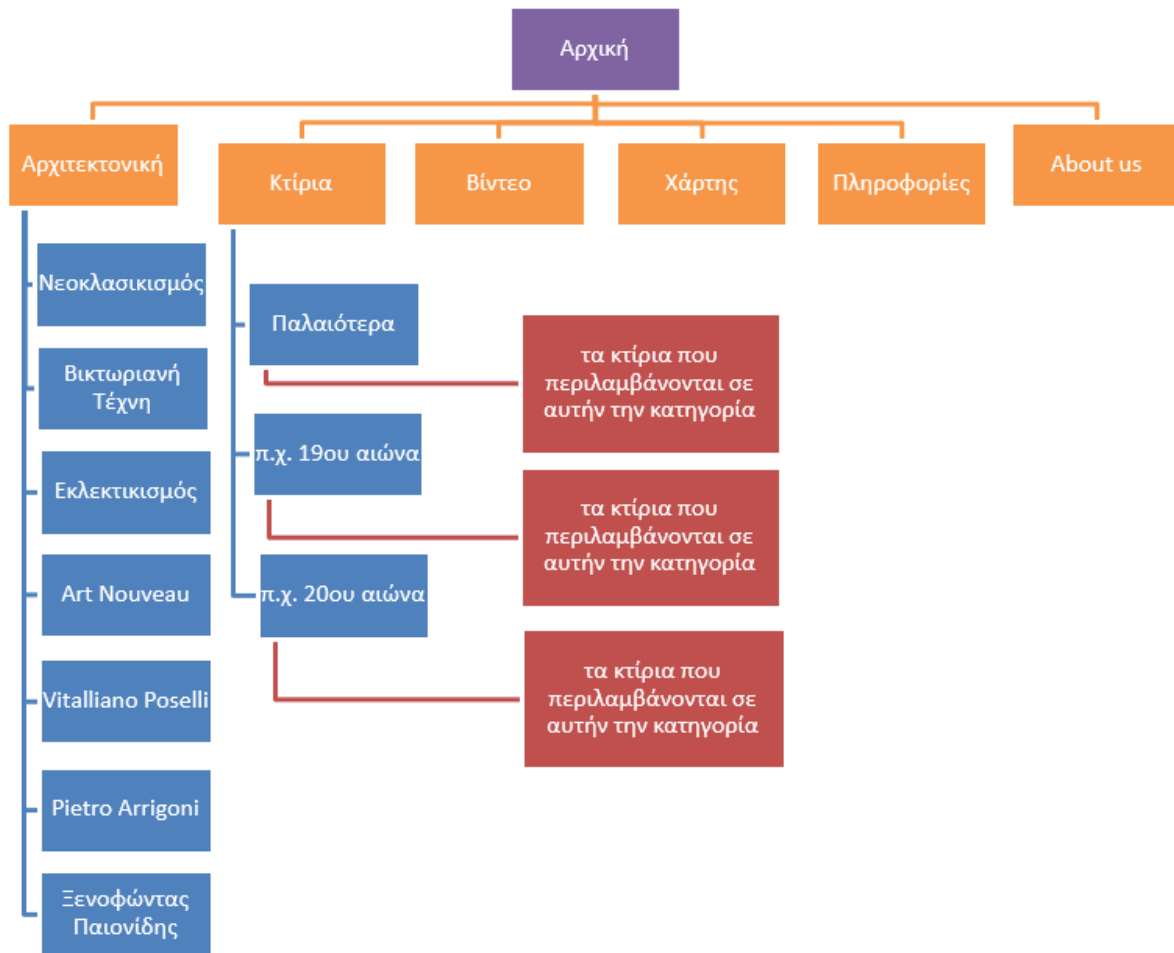 Αρχική
Αρχιτεκτονική
Κτίρια
Βίντεο
Χάρτης
Πληροφορίες
About us
Νεοκλασικισμός
Βικτωριανή
Τέχνη
Εκλεκτικισμός
Art Nouveau
Vitalliano Poselli
Pietro Arrigoni
Ξενοφώντας
Παιονίδης
Παλαιότερα
τα κτίρια που
περιλαμβάνονται σε
αυτήν την κατηγορία
π.χ. 19ου αιώνα
τα κτίρια που
περιλαμβάνονται σε
αυτήν την κατηγορία
π.χ. 20ου αιώνα
τα κτίρια που
περιλαμβάνονται σε
αυτήν την κατηγορία